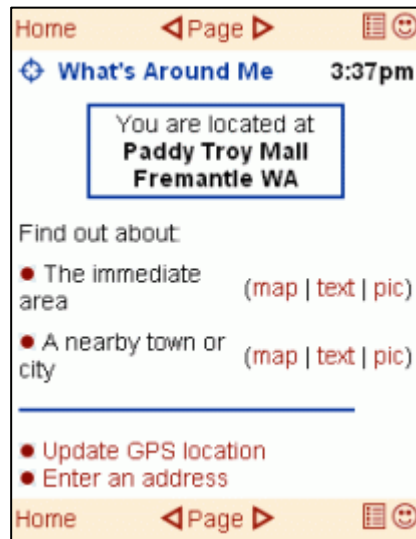 Home Page
What's Around Me 3:37pm
You are located at
Paddy Troy Mall
Fremantle WA
Find out about:
The immediate
area (map | text | pic)
A nearby town or
city (map | text | pic)
Update GPS location
Enter an address
Home Page